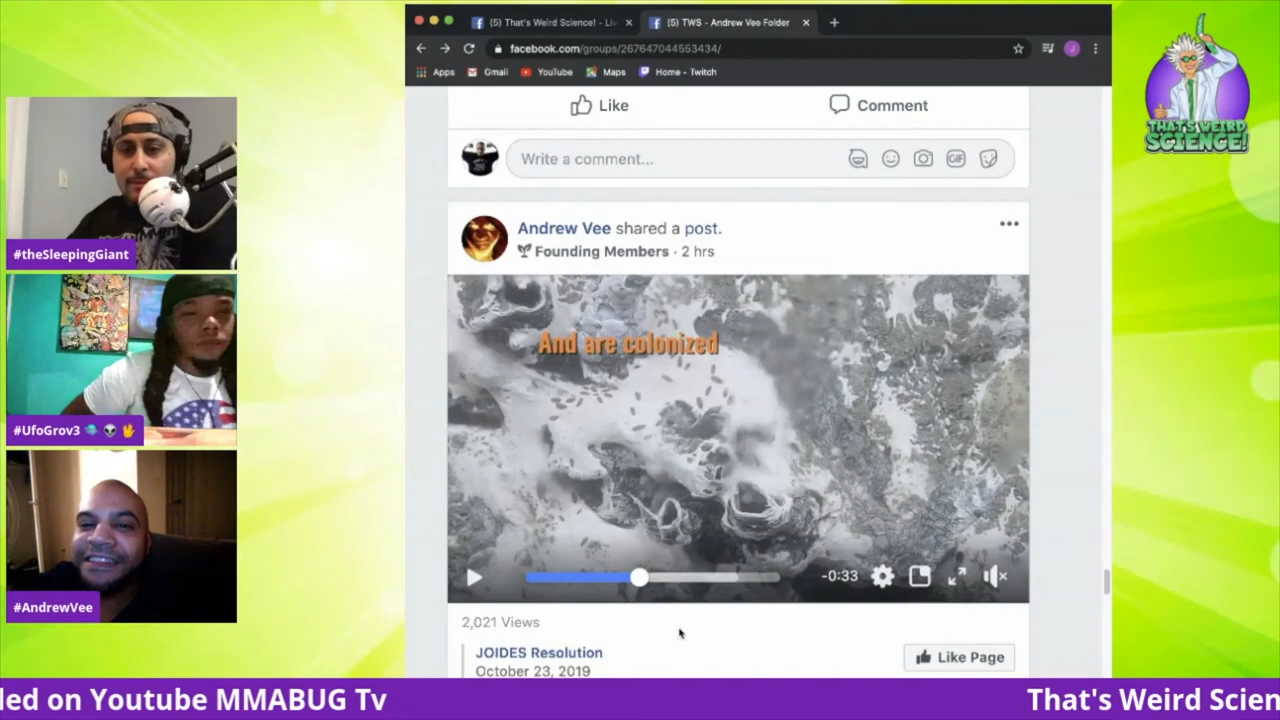 (5) That's Weird Science! - Liv
(5) TWS - Andrew Vee Folder
facebook.com/groups/267647044553434/
Apps
Gmail
YouTube
Maps
Home - Twitch
THAT'S WEIRD
SCIENCE!
Like
Comment
Write a comment...
GIF
#theSleepingGiant
Andrew Vee shared a post.
Founding Members · 2 hrs
And are colonized
#UfoGrov3 🛸 👽 🖖
-0:33
#AndrewVee
2,021 Views
JOIDES Resolution
October 23, 2019
Like Page
led on Youtube MMABUG Tv
That's Weird Scien